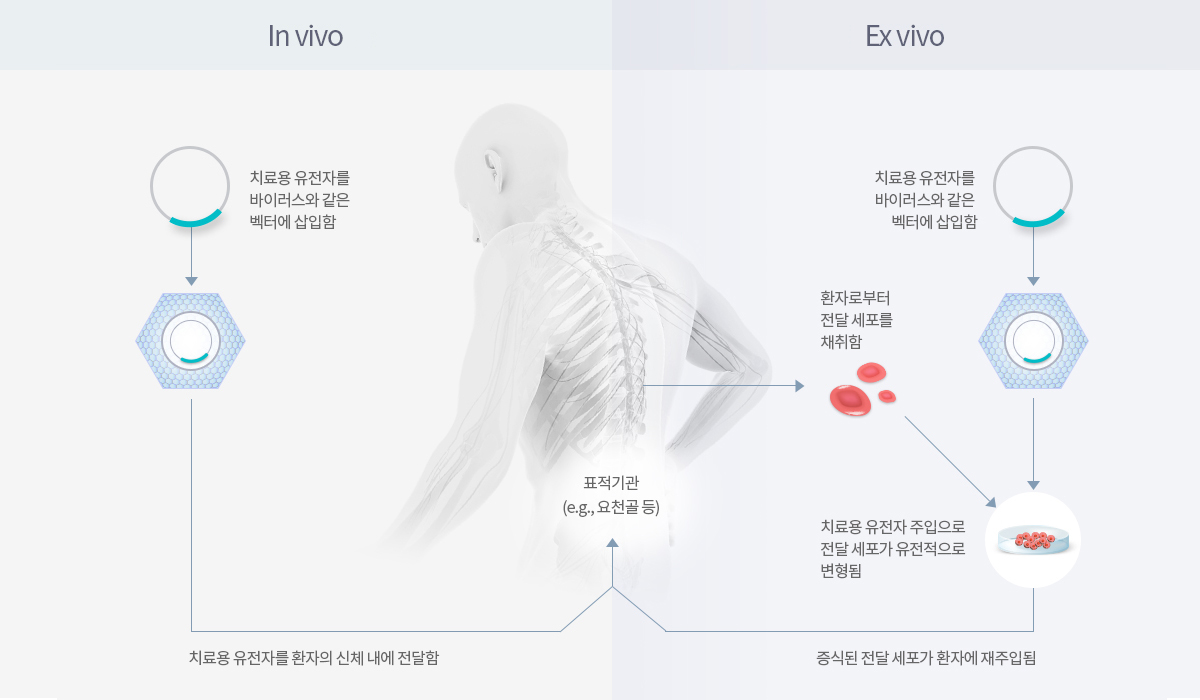 In vivo
Ex vivo
치료용 유전자를
바이러스와 같은
벡터에 삽입함
치료용 유전자를
바이러스와 같은
벡터에 삽입함
환자로부터
전달 세포를
채취함
표적기관
(e.g., 요천골 등)
치료용 유전자 주입으로
전달 세포가 유전적으로
변형됨
치료용 유전자를 환자의 신체 내에 전달함
증식된 전달 세포가 환자에 재주입됨